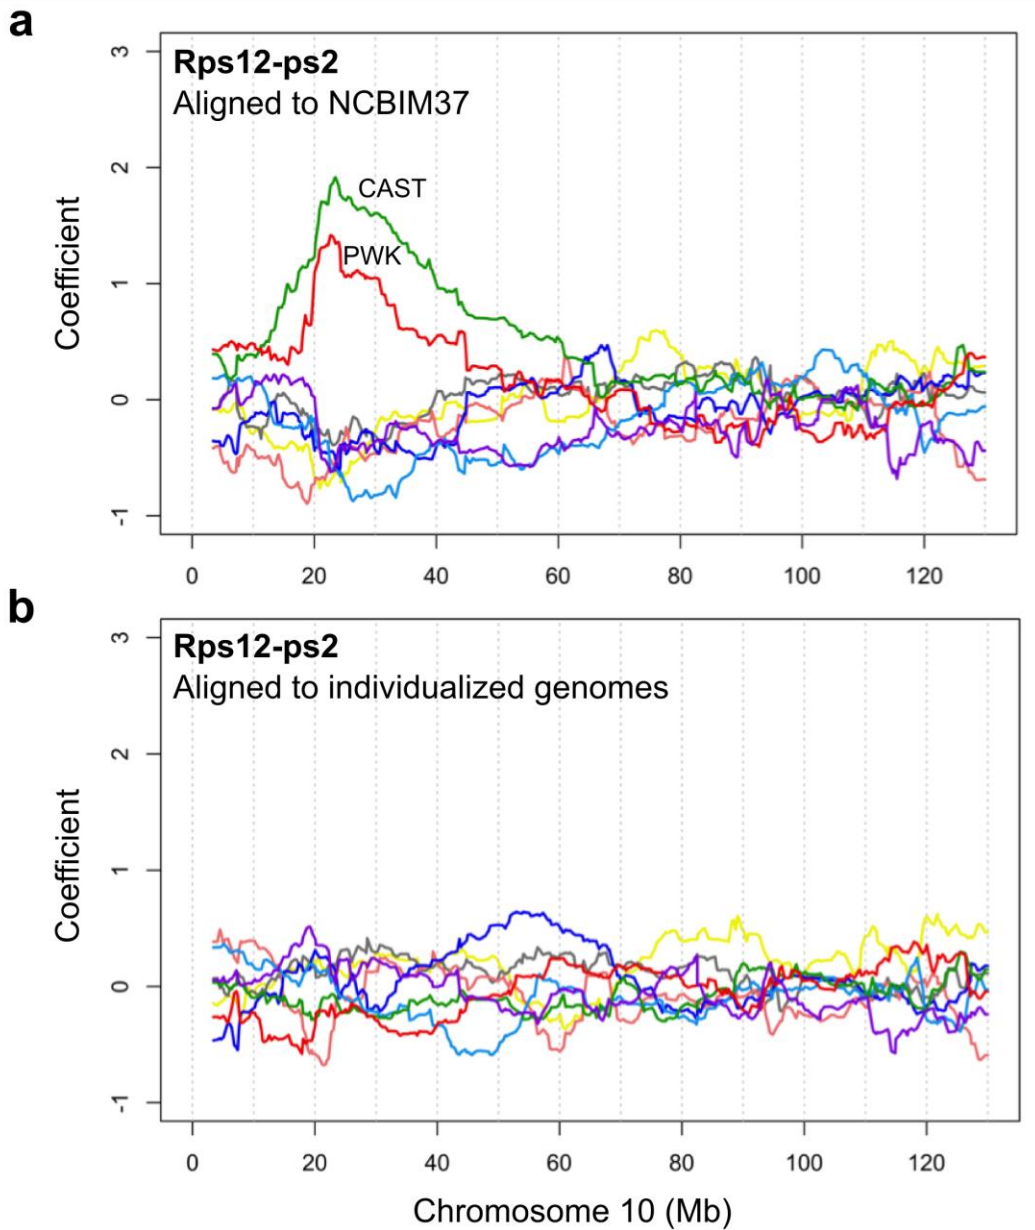 a
Rps12-ps2
Aligned to NCBIM37
CAST
PWK
Coefficient
3
2
1
0
-1
0 20 40 60 80 100 120
b
Rps12-ps2
Aligned to individualized genomes
Coefficient
3
2
1
0
-1
0 20 40 60 80 100 120
Chromosome 10 (Mb)